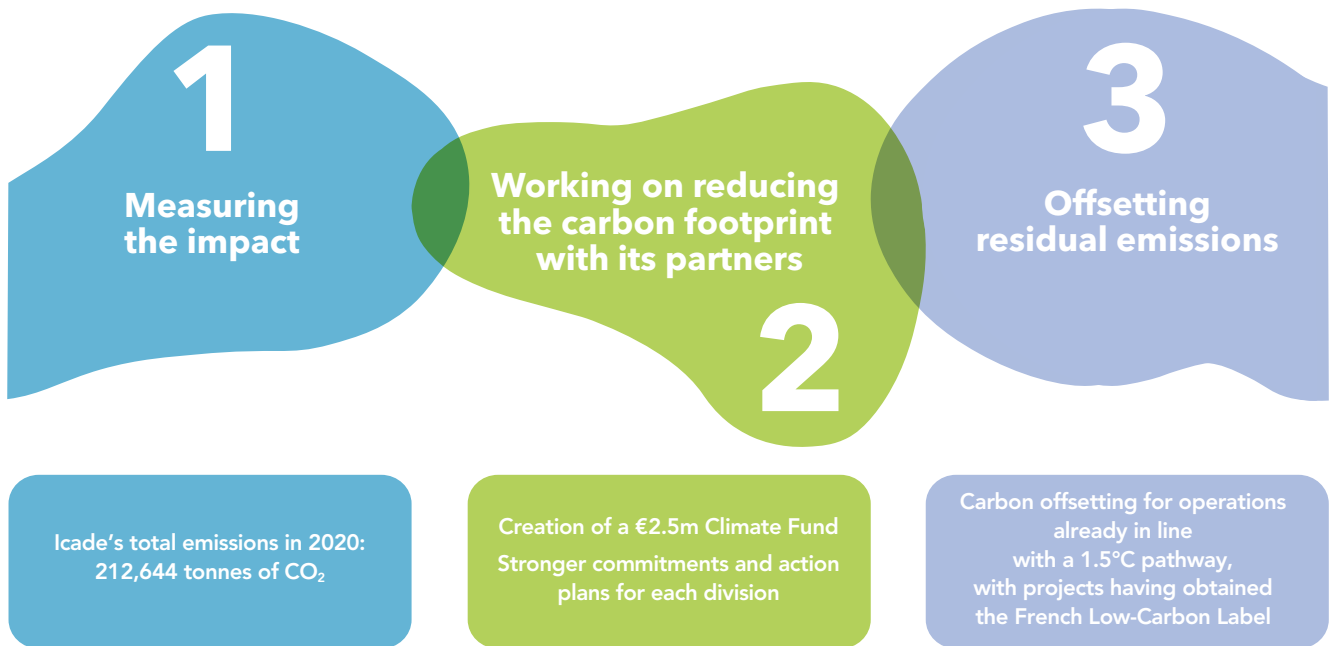 1
Measuring
the impact
Working on reducing
the carbon footprint
with its partners
2
3
Offsetting
residual emissions
Icade’s total emissions in 2020:
212,644 tonnes of CO₂
Creation of a €2.5m Climate Fund
Stronger commitments and action
plans for each division
Carbon offsetting for operations
already in line
with a 1.5°C pathway,
with projects having obtained
the French Low-Carbon Label